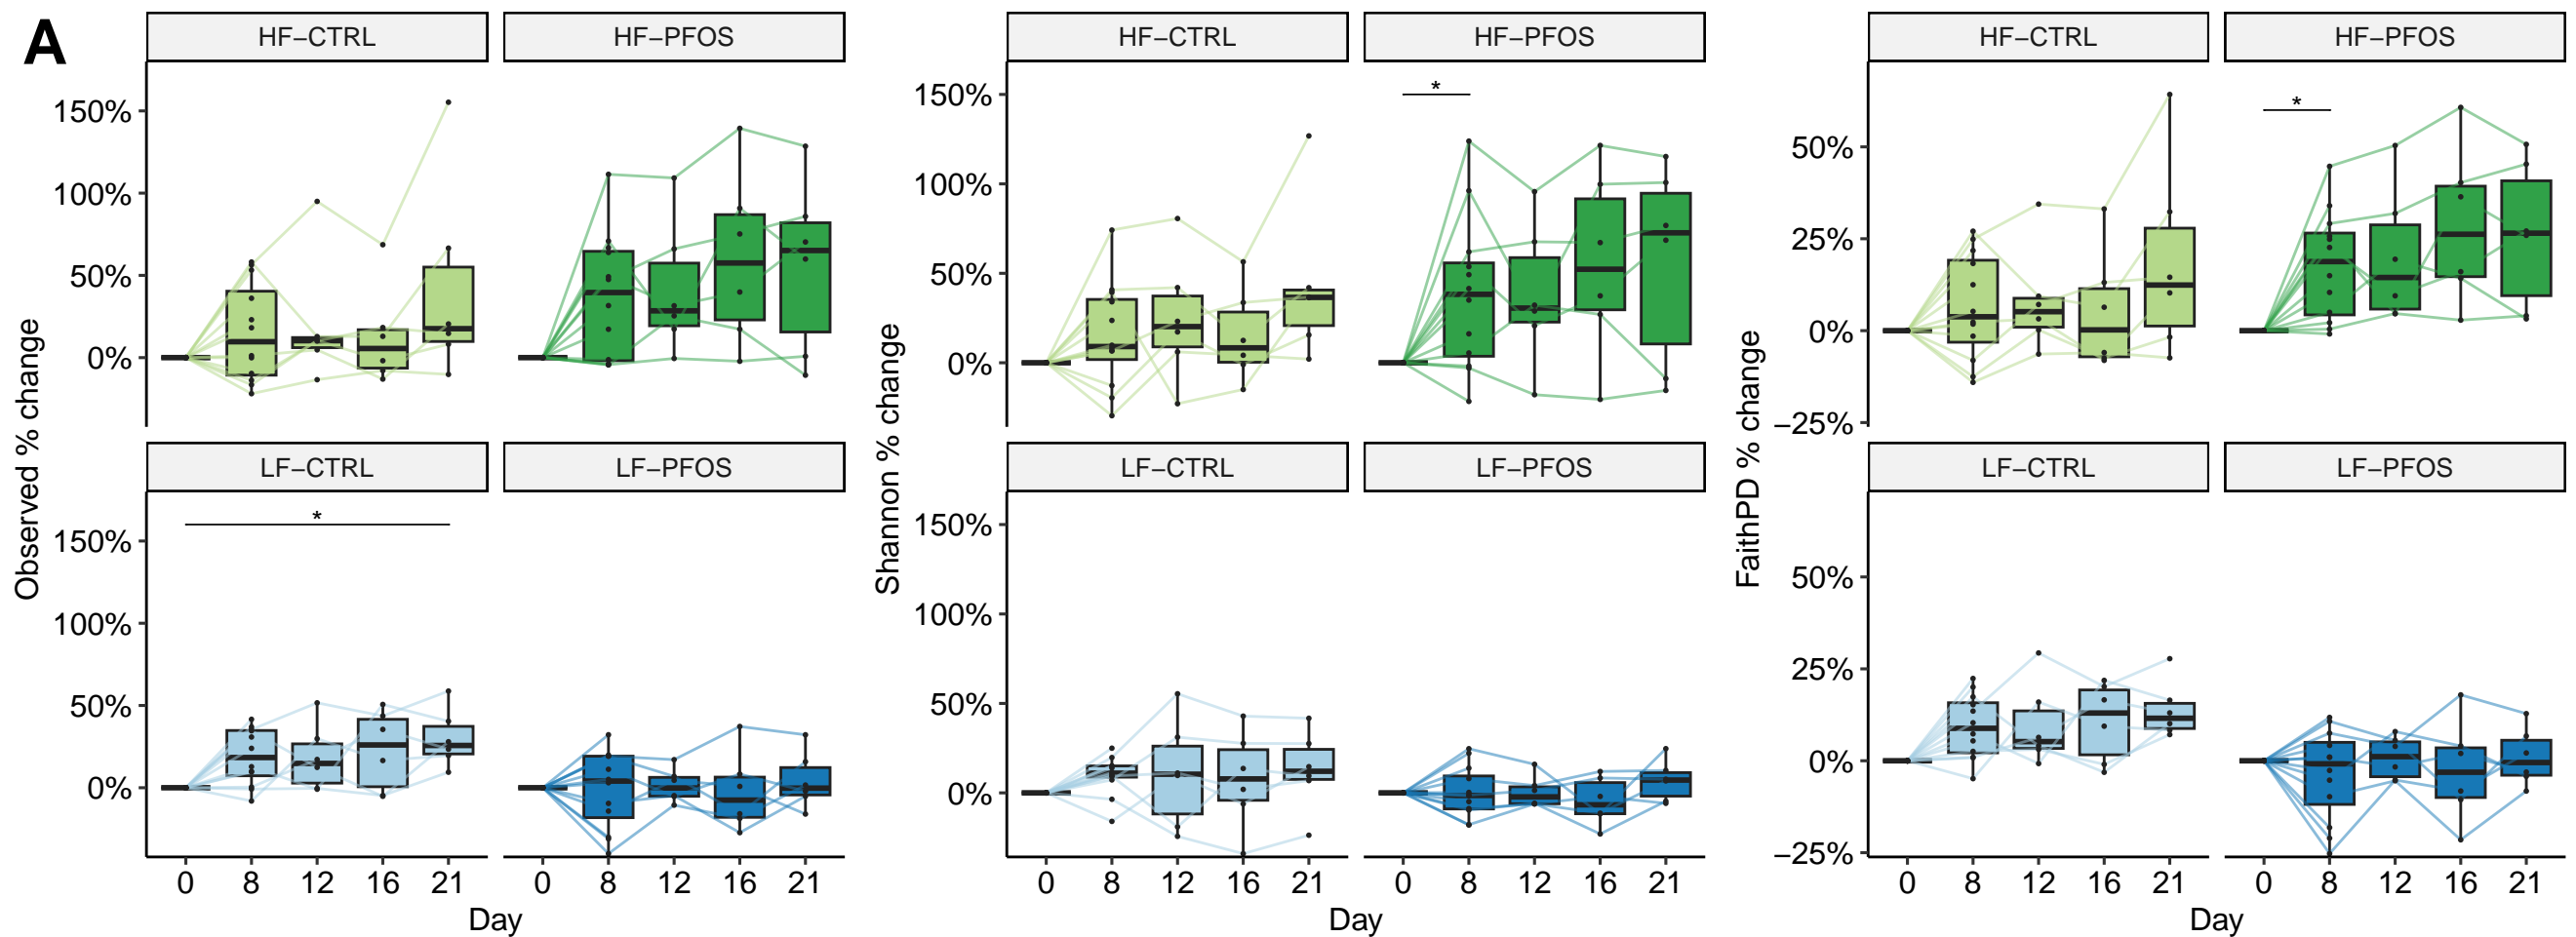 A
HF−CTRL
HF−PFOS
Observed % change
150%
100%
50%
0%
LF−CTRL
LF−PFOS
*
150%
100%
50%
0%
0 8 12 16 21
0 8 12 16 21
Day
HF−CTRL
HF−PFOS
Shannon % change
*
150%
100%
50%
0%
LF−CTRL
LF−PFOS
150%
100%
50%
0%
0 8 12 16 21
0 8 12 16 21
Day
HF−CTRL
HF−PFOS
FaithPD % change
*
50%
25%
0%
−25%
LF−CTRL
LF−PFOS
50%
25%
0%
−25%
0 8 12 16 21
0 8 12 16 21
Day